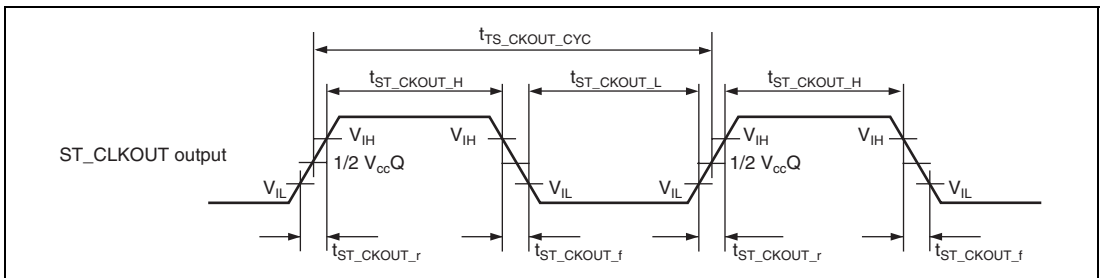 tTS_CKOUT_CYC
tST_CKOUT_H tST_CKOUT_L tST_CKOUT_H
VIH VIH VIH VIH
ST_CLKOUT output 1/2 VccQ 1/2 VccQ
VIL VIL VIL VIL
tST_CKOUT_r tST_CKOUT_f tST_CKOUT_r tST_CKOUT_f